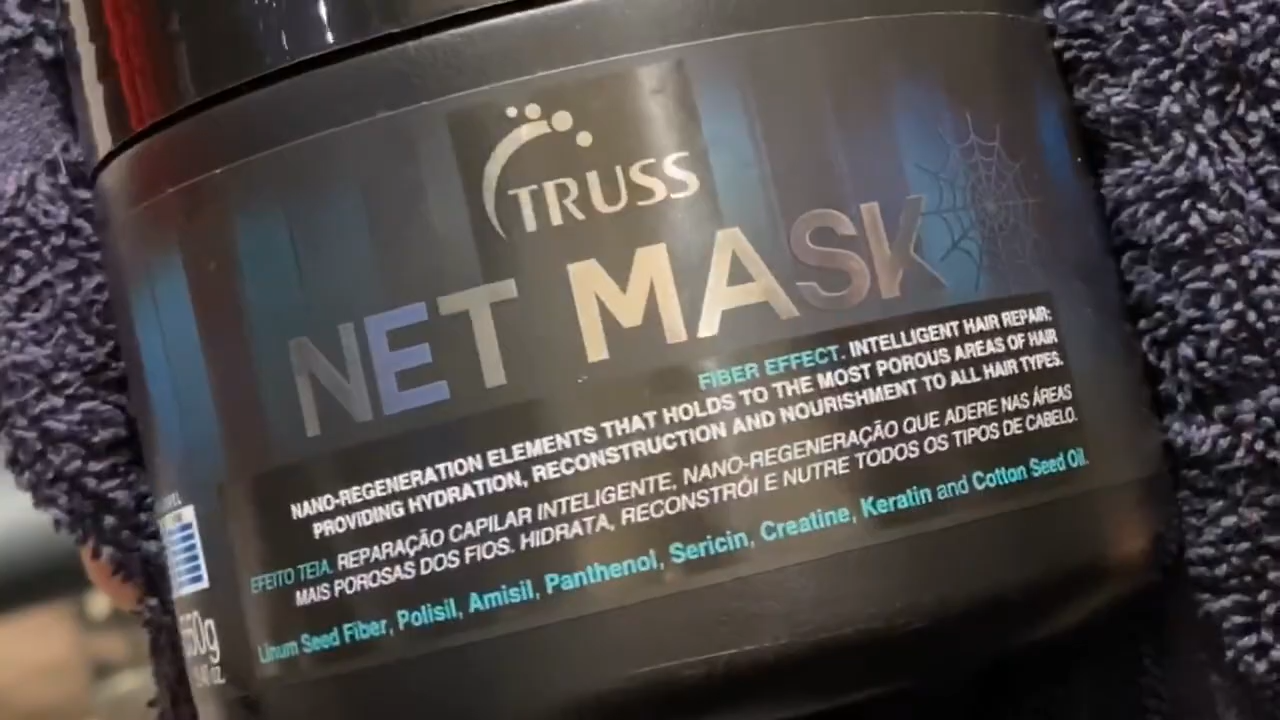 TRUSS
NET MASK
FIBER EFFECT. INTELLIGENT HAIR REPAIR:
NANO-REGENERATION ELEMENTS THAT HOLDS TO THE MOST POROUS AREAS OF HAIR
PROVIDING HYDRATION, RECONSTRUCTION AND NOURISHMENT TO ALL HAIR TYPES.
EFEITO TEIA. REPARAÇÃO CAPILAR INTELIGENTE, NANO-REGENERAÇÃO QUE ADERE NAS ÁREAS
MAIS POROSAS DOS FIOS. HIDRATA, RECONSTRÓI E NUTRE TODOS OS TIPOS DE CABELO.
Linum Seed Fiber, Polisil, Amisil, Panthenol, Sericin, Creatine, Keratin and Cotton Seed Oil.